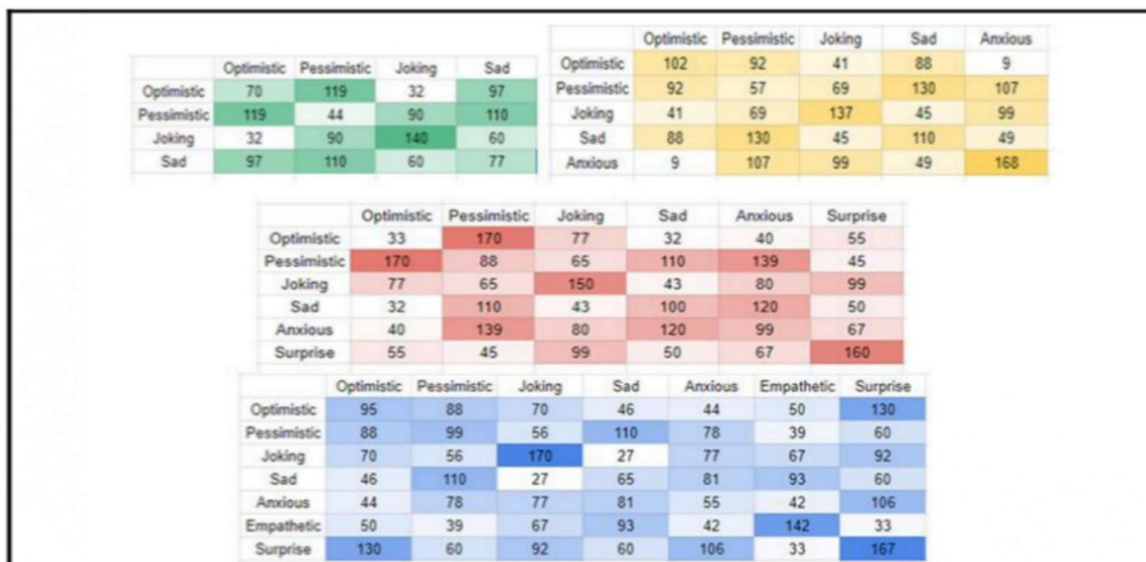 Optimistic Pessimistic Joking Sad
Optimistic 70 119 32 97
Pessimistic 119 44 90 110
Joking 32 90 140 60
Sad 97 110 60 77
Optimistic Pessimistic Joking Sad Anxious
Optimistic 102 92 41 88 9
Pessimistic 92 57 69 130 107
Joking 41 69 137 45 99
Sad 88 130 45 110 49
Anxious 9 107 99 49 168
Optimistic Pessimistic Joking Sad Anxious Surprise
Optimistic 33 170 77 32 40 55
Pessimistic 170 88 65 110 139 45
Joking 77 65 150 43 80 99
Sad 32 110 43 100 120 50
Anxious 40 139 80 120 99 67
Surprise 55 45 99 50 67 160
Optimistic Pessimistic Joking Sad Anxious Empathetic Surprise
Optimistic 95 88 70 46 44 50 130
Pessimistic 88 99 56 110 78 39 60
Joking 70 56 170 27 77 67 92
Sad 46 110 27 65 81 93 60
Anxious 44 78 77 81 55 42 106
Empathetic 50 39 67 93 42 142 33
Surprise 130 60 92 60 106 33 167